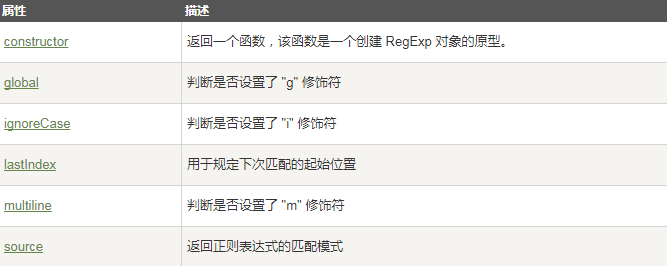 属性 描述
constructor 返回一个函数，该函数是一个创建 RegExp 对象的原型。
global 判断是否设置了 "g" 修饰符
ignoreCase 判断是否设置了 "i" 修饰符
lastIndex 用于规定下次匹配的起始位置
multiline 判断是否设置了 "m" 修饰符
source 返回正则表达式的匹配模式